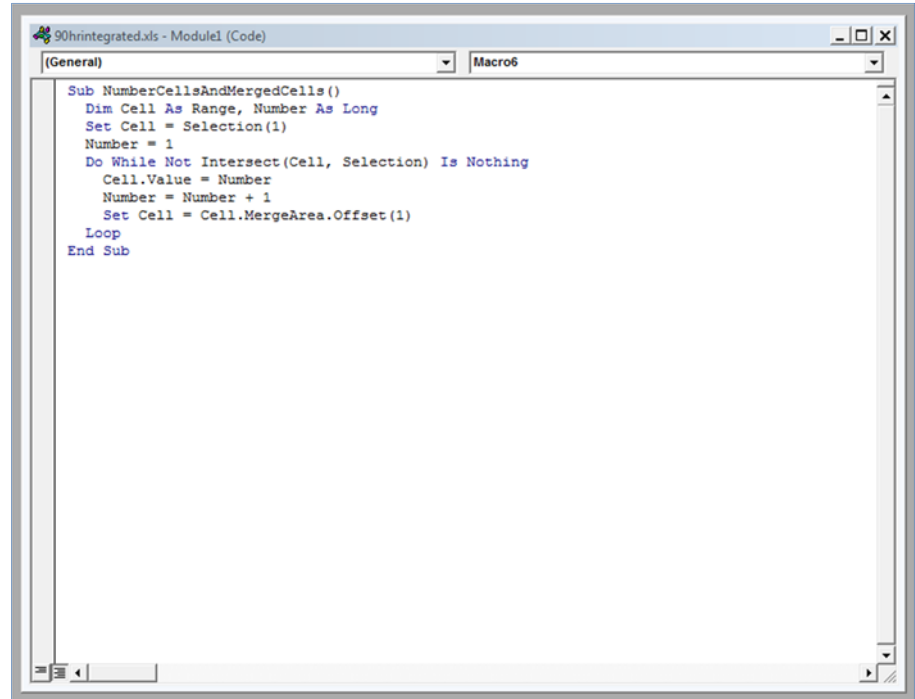 90hrintegrated.xls - Module1 (Code)
(General) Macro6
Sub NumberCellsAndMergedCells()
Dim Cell As Range, Number As Long
Set Cell = Selection(1)
Number = 1
Do While Not Intersect(Cell, Selection) Is Nothing
Cell.Value = Number
Number = Number + 1
Set Cell = Cell.MergeArea.Offset(1)
Loop
End Sub